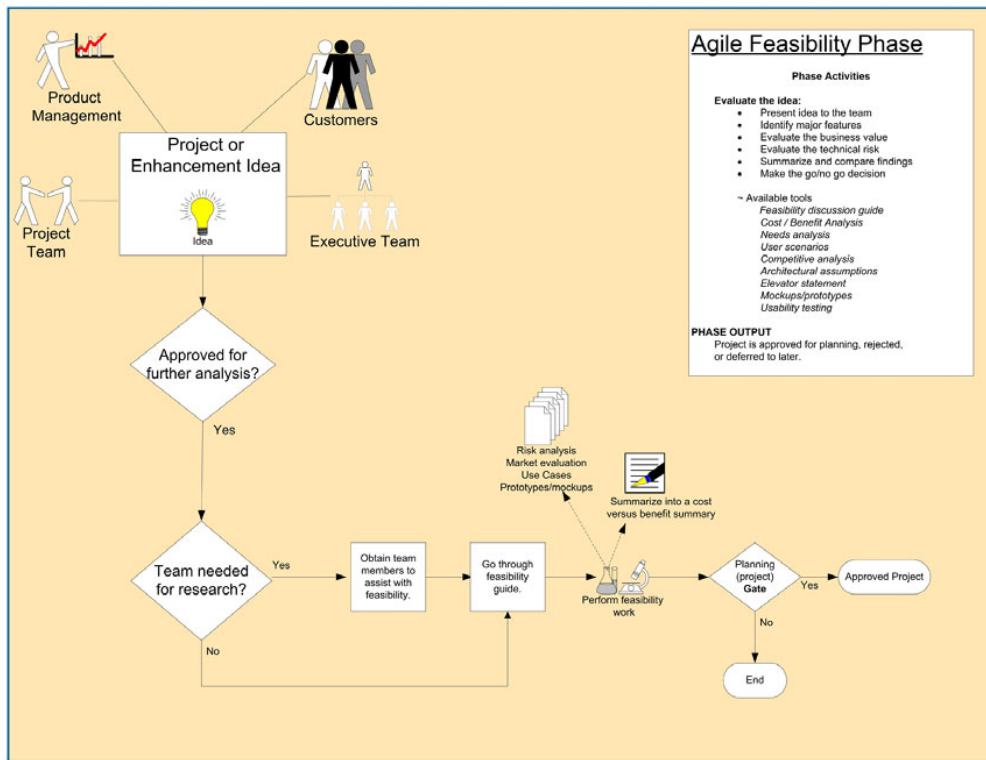 Product
Management
Customers
Project or
Enhancement Idea
Idea
Project
Team
Executive Team
Agile Feasibility Phase
Phase Activities
Evaluate the idea:
• Present idea to the team
• Identify major features
• Evaluate the business value
• Evaluate the technical risk
• Summarize and compare findings
• Make the go/no go decision
~ Available tools
Feasibility discussion guide
Cost / Benefit Analysis
Needs analysis
User scenarios
Competitive analysis
Architectural assumptions
Elevator statement
Mockups/prototypes
Usability testing
PHASE OUTPUT
Project is approved for planning, rejected,
or deferred to later.
Approved for
further analysis?
Yes
Risk analysis
Market evaluation
Use Cases
Prototypes/mockups
Summarize into a cost
versus benefit summary
Team needed
for research?
Yes
No
Obtain team
members to
assist with
feasibility.
Go through
feasibility
guide.
Perform feasibility
work
Planning
(project)
Gate
Yes
Approved Project
No
End